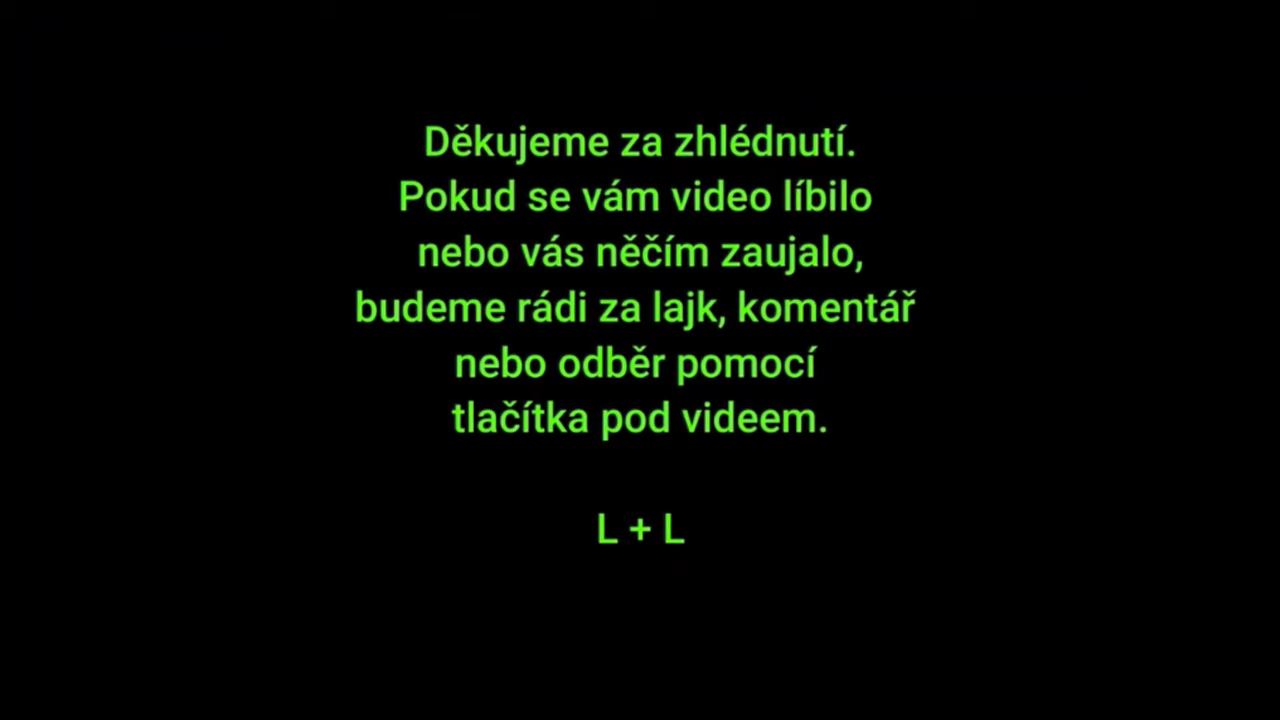 Děkujeme za zhlédnutí.
Pokud se vám video líbilo
nebo vás něčím zaujalo,
budeme rádi za lajk, komentář
nebo odběr pomocí
tlačítka pod videem.
L + L